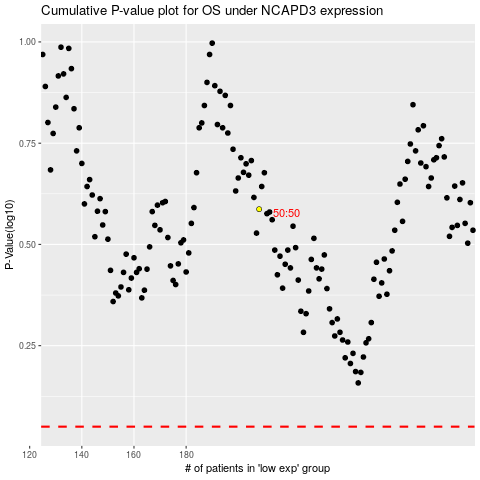 Cumulative P-value plot for OS under NCAPD3 expression
P-Value(log10)
1.00
0.75
0.50
0.25
50:50
120 140 160 180
# of patients in 'low exp' group